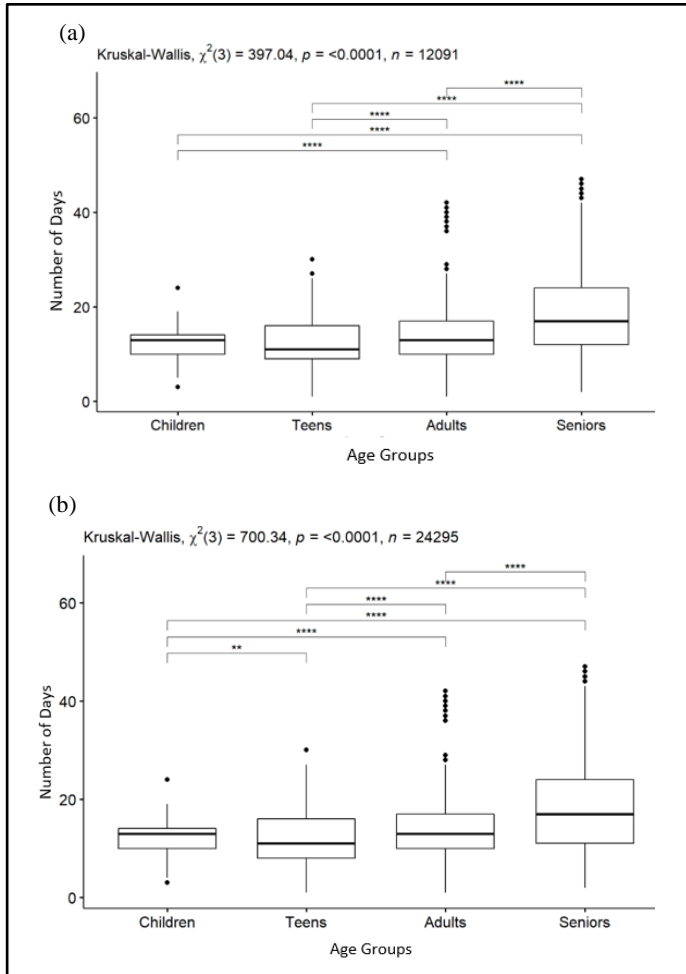 (a)
Kruskal-Wallis, χ²(3) = 397.04, p = <0.0001, n = 12091
****
****
****
****
****
60
40
20
0
Number of Days
Children Teens Adults Seniors
Age Groups
(b)
Kruskal-Wallis, χ²(3) = 700.34, p = <0.0001, n = 24295
****
****
****
****
****
**
60
40
20
0
Number of Days
Children Teens Adults Seniors
Age Groups